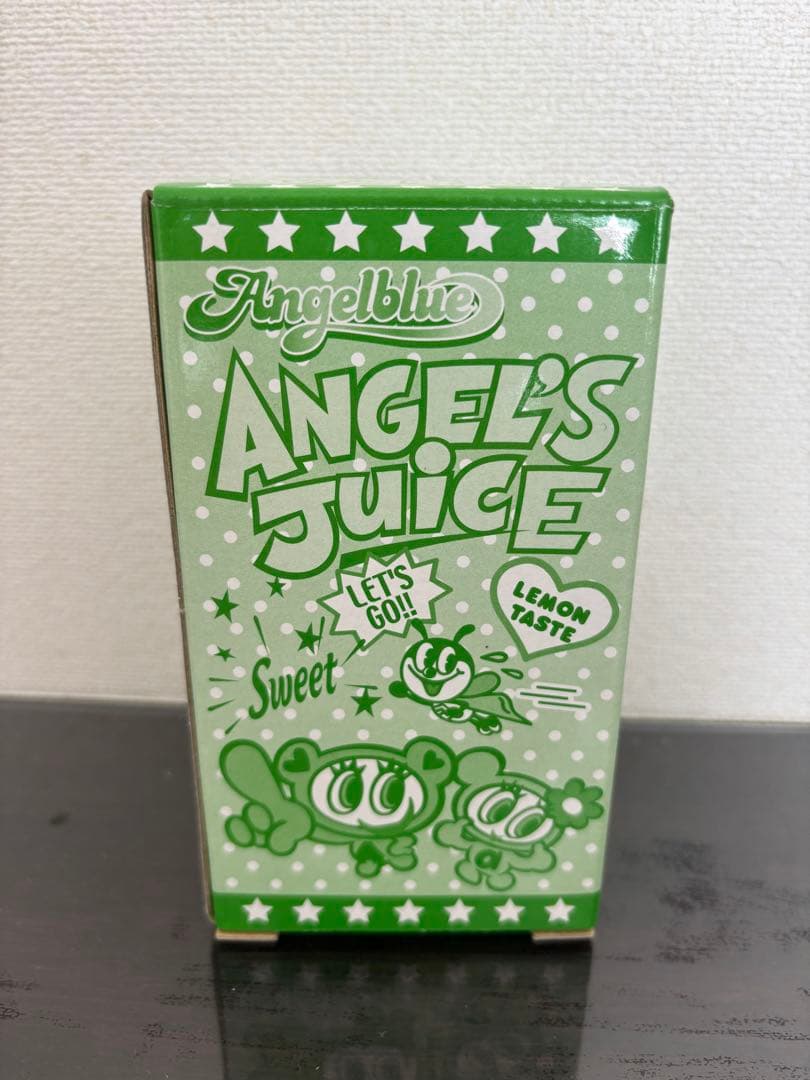 Angelblue
ANGEL'S
JUiCE
LET'S
GO!!
LEMON
TASTE
Sweet
a